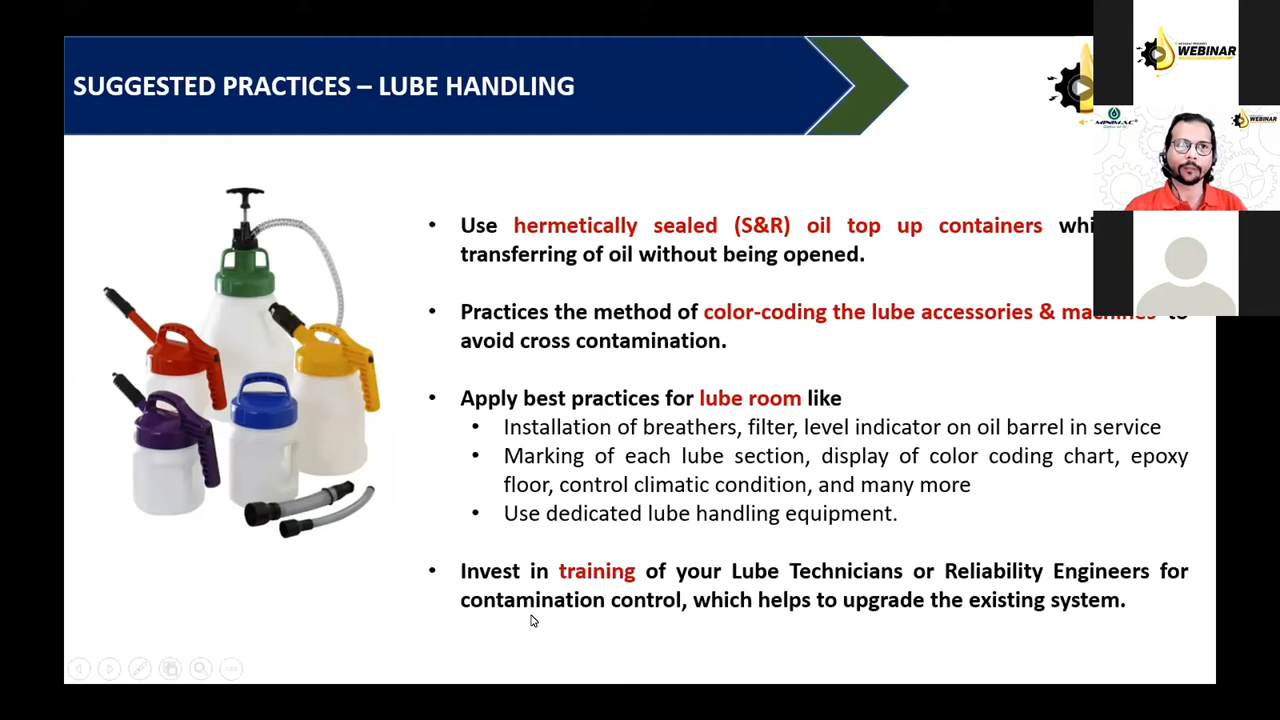 SUGGESTED PRACTICES – LUBE HANDLING
WEBINAR
MINIMAC
WEBINAR
• Use hermetically sealed (S&R) oil top up containers
transferring of oil without being opened.
• Practices the method of color-coding the lube accessories & machines to
avoid cross contamination.
• Apply best practices for lube room like
• Installation of breathers, filter, level indicator on oil barrel in service
• Marking of each lube section, display of color coding chart, epoxy
floor, control climatic condition, and many more
• Use dedicated lube handling equipment.
• Invest in training of your Lube Technicians or Reliability Engineers for
contamination control, which helps to upgrade the existing system.